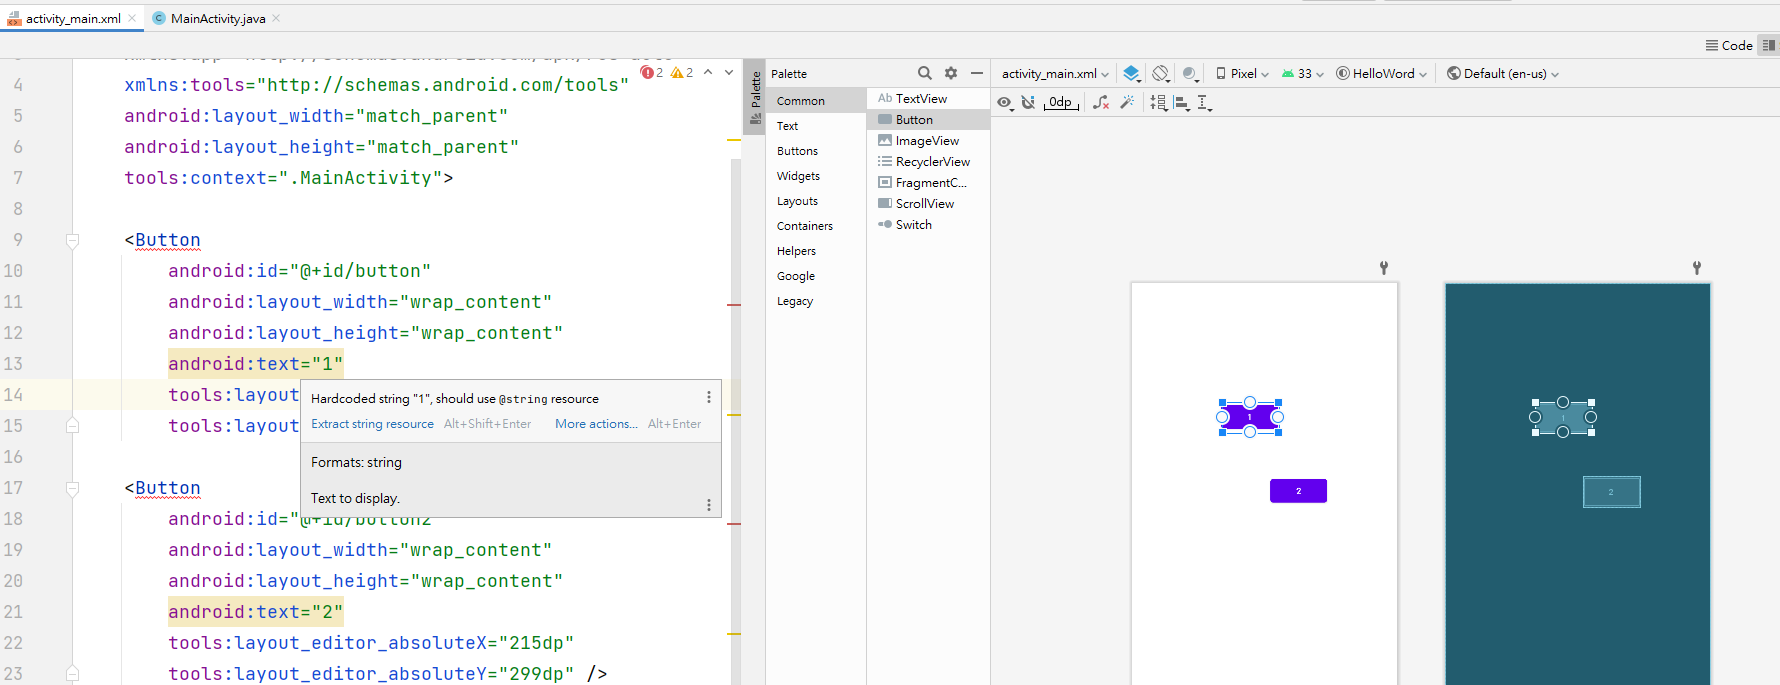 activity_main.xml
MainActivity.java
Code
4 xmlns:tools="http://schemas.android.com/tools"
5 android:layout_width="match_parent"
6 android:layout_height="match_parent"
7 tools:context=".MainActivity">
8
9 <Button
10 android:id="@+id/button"
11 android:layout_width="wrap_content"
12 android:layout_height="wrap_content"
13 android:text="1"
14 tools:layout
15 tools:layout
16
17 <Button
18 android:id="@+id/button2
19 android:layout_width="wrap_content"
20 android:layout_height="wrap_content"
21 android:text="2"
22 tools:layout_editor_absoluteX="215dp"
23 tools:layout_editor_absoluteY="299dp" />
2 2
Hardcoded string "1", should use @string resource
Extract string resource Alt+Shift+Enter More actions... Alt+Enter
Formats: string
Text to display.
Palette
Palette
Common
Text
Buttons
Widgets
Layouts
Containers
Helpers
Google
Legacy
Ab TextView
Button
ImageView
RecyclerView
FragmentC...
ScrollView
Switch
activity_main.xml Pixel 33 HelloWord Default (en-us)
0dp
1
2
1
2